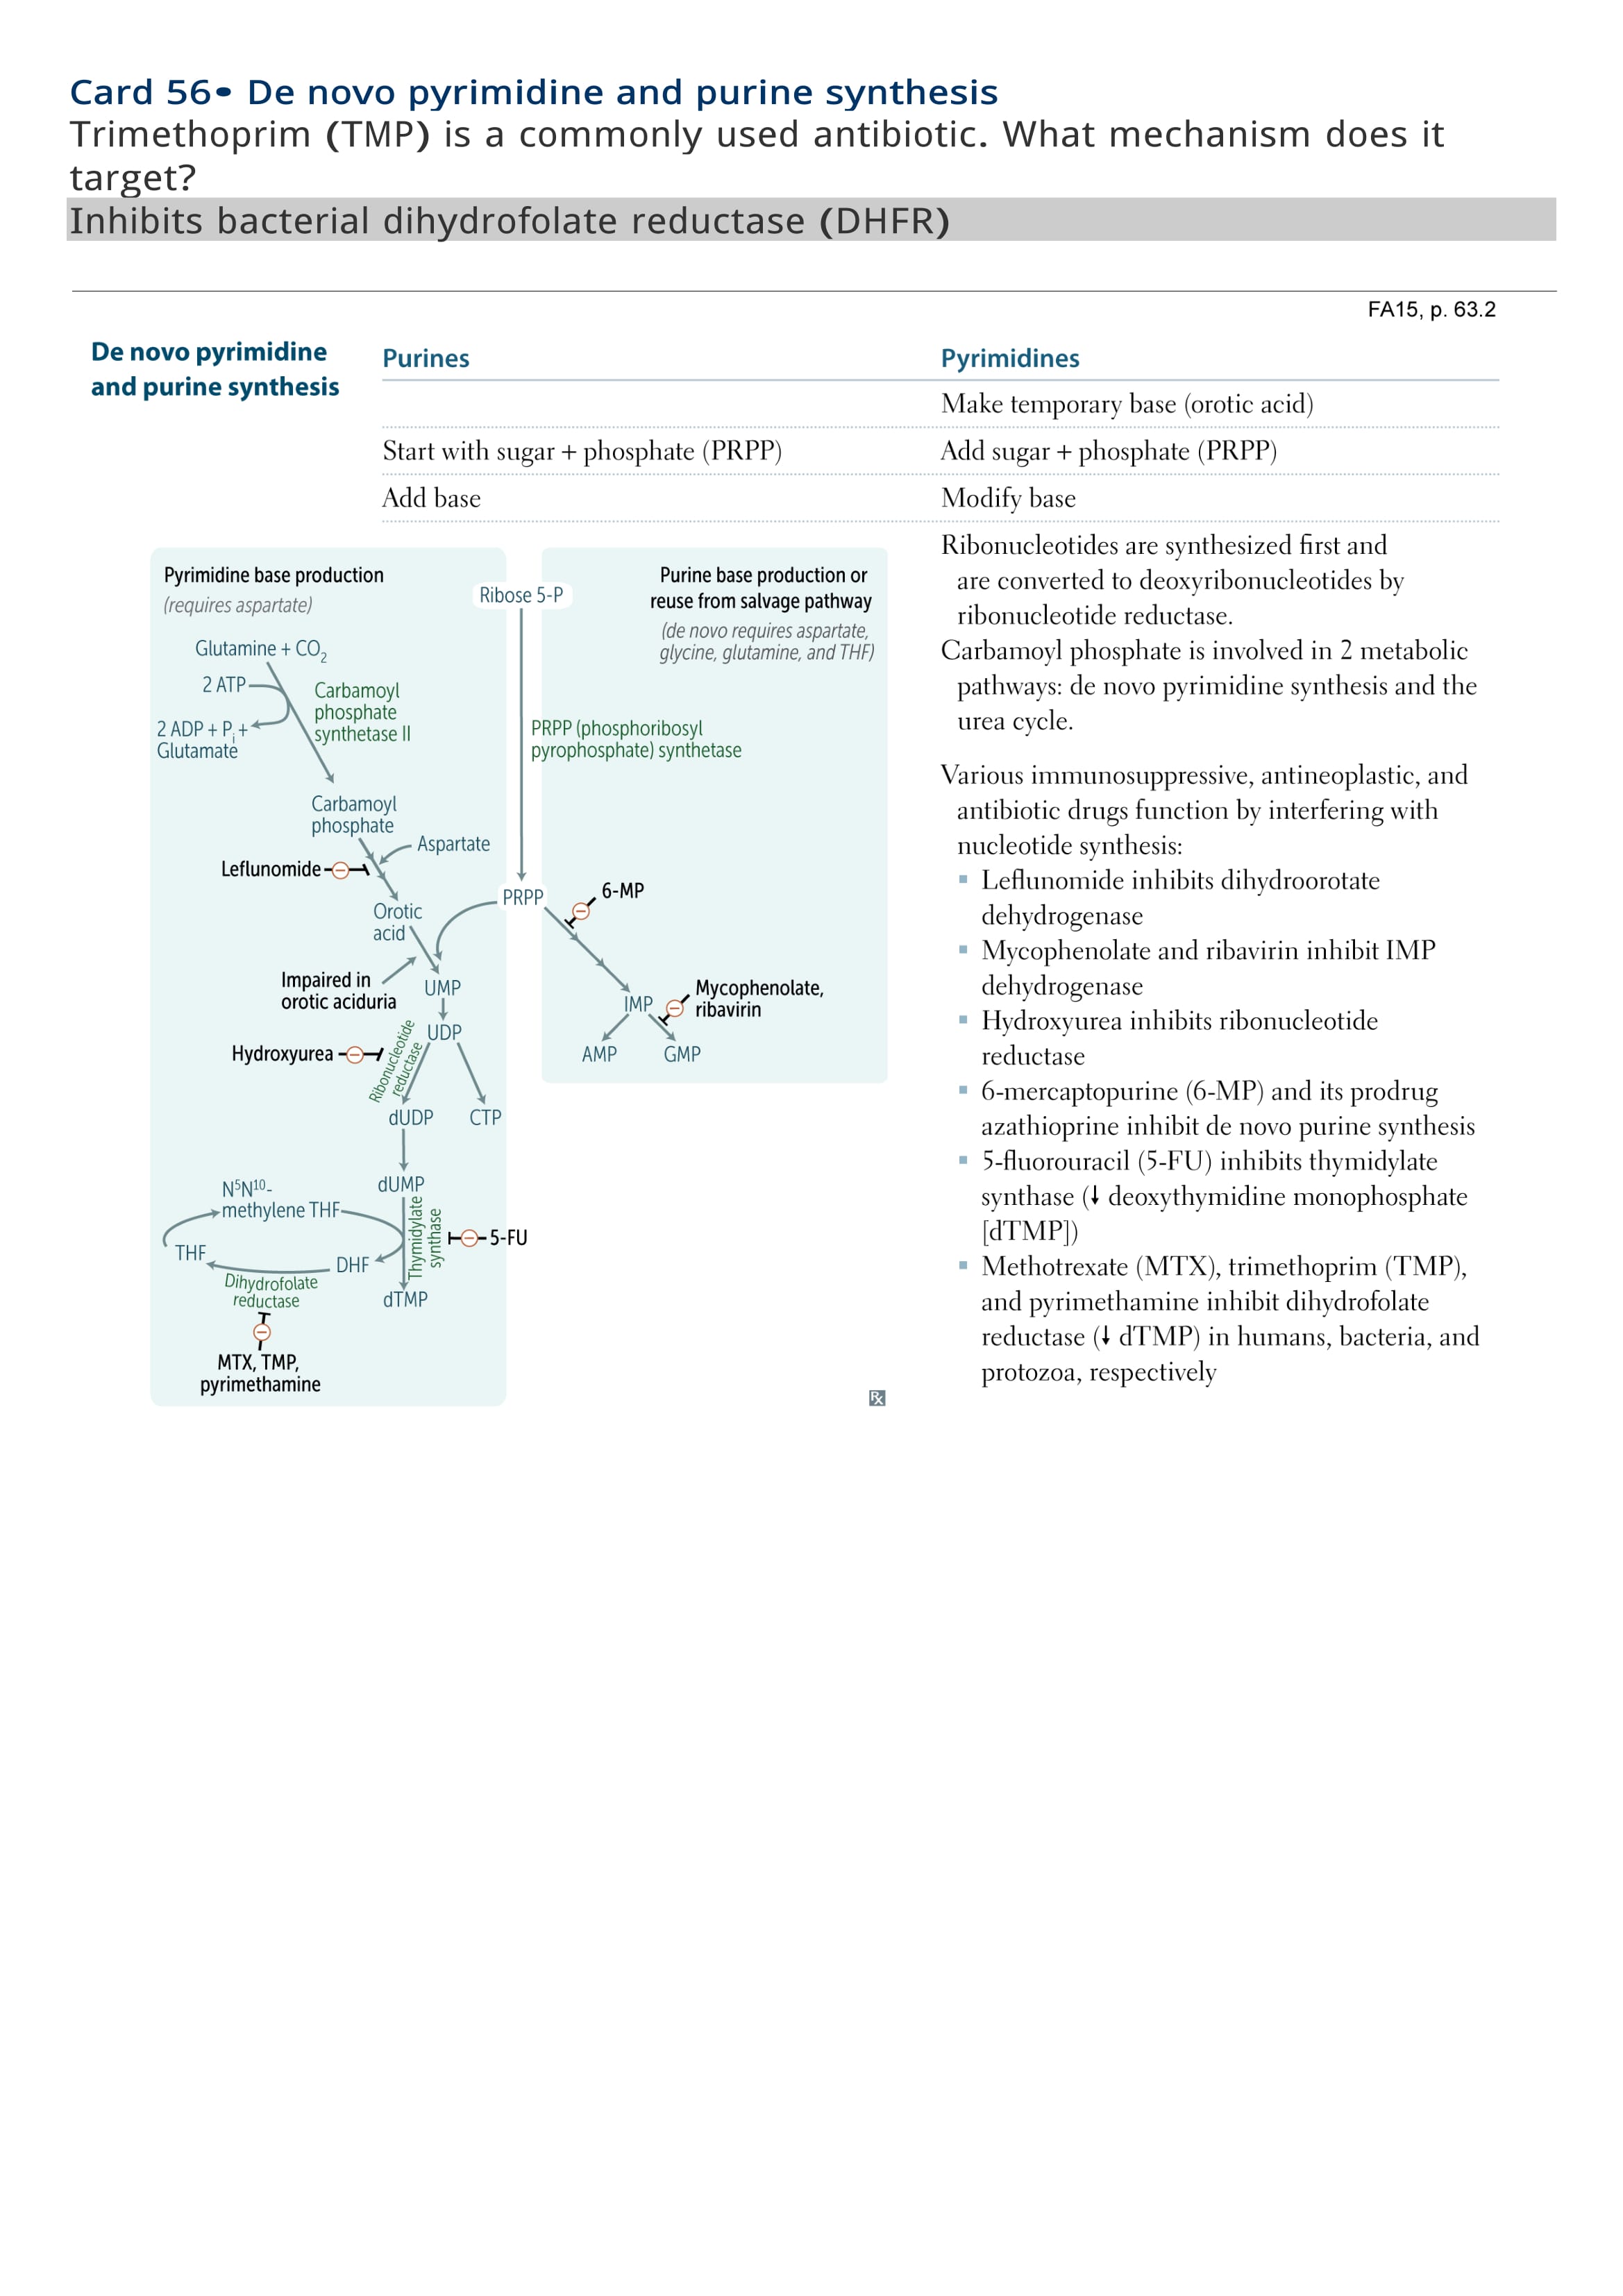 Card 56• De novo pyrimidine and purine synthesis
Trimethoprim (TMP) is a commonly used antibiotic. What mechanism does it
target?
Inhibits bacterial dihydrofolate reductase (DHFR)
FA15, p. 63.2
De novo pyrimidine
and purine synthesis
Purines
Pyrimidines
Make temporary base (orotic acid)
Start with sugar + phosphate (PRPP)
Add sugar + phosphate (PRPP)
Add base
Modify base
Pyrimidine base production
(requires aspartate)
Glutamine + CO₂
2 ATP
2 ADP + Pᵢ +
Glutamate
Carbamoyl
phosphate
synthetase II
Carbamoyl
phosphate
Aspartate
Leflunomide
Orotic
acid
Impaired in
orotic aciduria
UMP
UDP
Hydroxyurea
Ribonucleotide
reductase
dUDP
CTP
dUMP
N⁵N¹⁰-
methylene THF
THF
DHF
Thymidylate
synthase
5-FU
Dihydrofolate
reductase
dTMP
MTX, TMP,
pyrimethamine
Ribose 5-P
Purine base production or
reuse from salvage pathway
(de novo requires aspartate,
glycine, glutamine, and THF)
PRPP (phosphoribosyl
pyrophosphate) synthetase
PRPP
6-MP
IMP
Mycophenolate,
ribavirin
AMP
GMP
Rx
Ribonucleotides are synthesized first and
are converted to deoxyribonucleotides by
ribonucleotide reductase.
Carbamoyl phosphate is involved in 2 metabolic
pathways: de novo pyrimidine synthesis and the
urea cycle.
Various immunosuppressive, antineoplastic, and
antibiotic drugs function by interfering with
nucleotide synthesis:
▪ Leflunomide inhibits dihydroorotate
dehydrogenase
▪ Mycophenolate and ribavirin inhibit IMP
dehydrogenase
▪ Hydroxyurea inhibits ribonucleotide
reductase
▪ 6-mercaptopurine (6-MP) and its prodrug
azathioprine inhibit de novo purine synthesis
▪ 5-fluorouracil (5-FU) inhibits thymidylate
synthase (↓ deoxythymidine monophosphate
[dTMP])
▪ Methotrexate (MTX), trimethoprim (TMP),
and pyrimethamine inhibit dihydrofolate
reductase (↓ dTMP) in humans, bacteria, and
protozoa, respectively